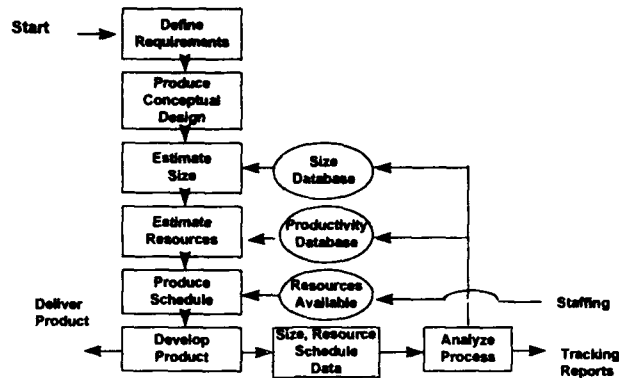 Start
Define
Requirements
Produce
Conceptual
Design
Estimate
Size
Size
Database
Estimate
Resources
Productivity
Database
Produce
Schedule
Resources
Available
Staffing
Deliver
Product
Develop
Product
Size, Resource
Schedule
Data
Analyze
Process
Tracking
Reports